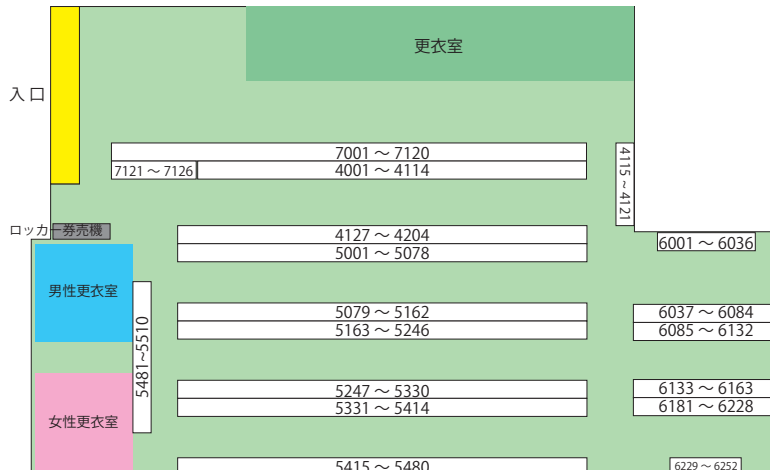 更衣室
入口
7001 ～ 7120
7121 ～ 7126
4001 ～ 4114
4115 ~ 4121
ロッカー券売機
4127 ～ 4204
6001 ～ 6036
5001 ～ 5078
男性更衣室
5481~5510
5079 ～ 5162
6037 ～ 6084
5163 ～ 5246
6085 ～ 6132
5247 ～ 5330
6133 ～ 6163
5331 ～ 5414
6181 ～ 6228
女性更衣室
5415 ～ 5480
6229 ～ 6252